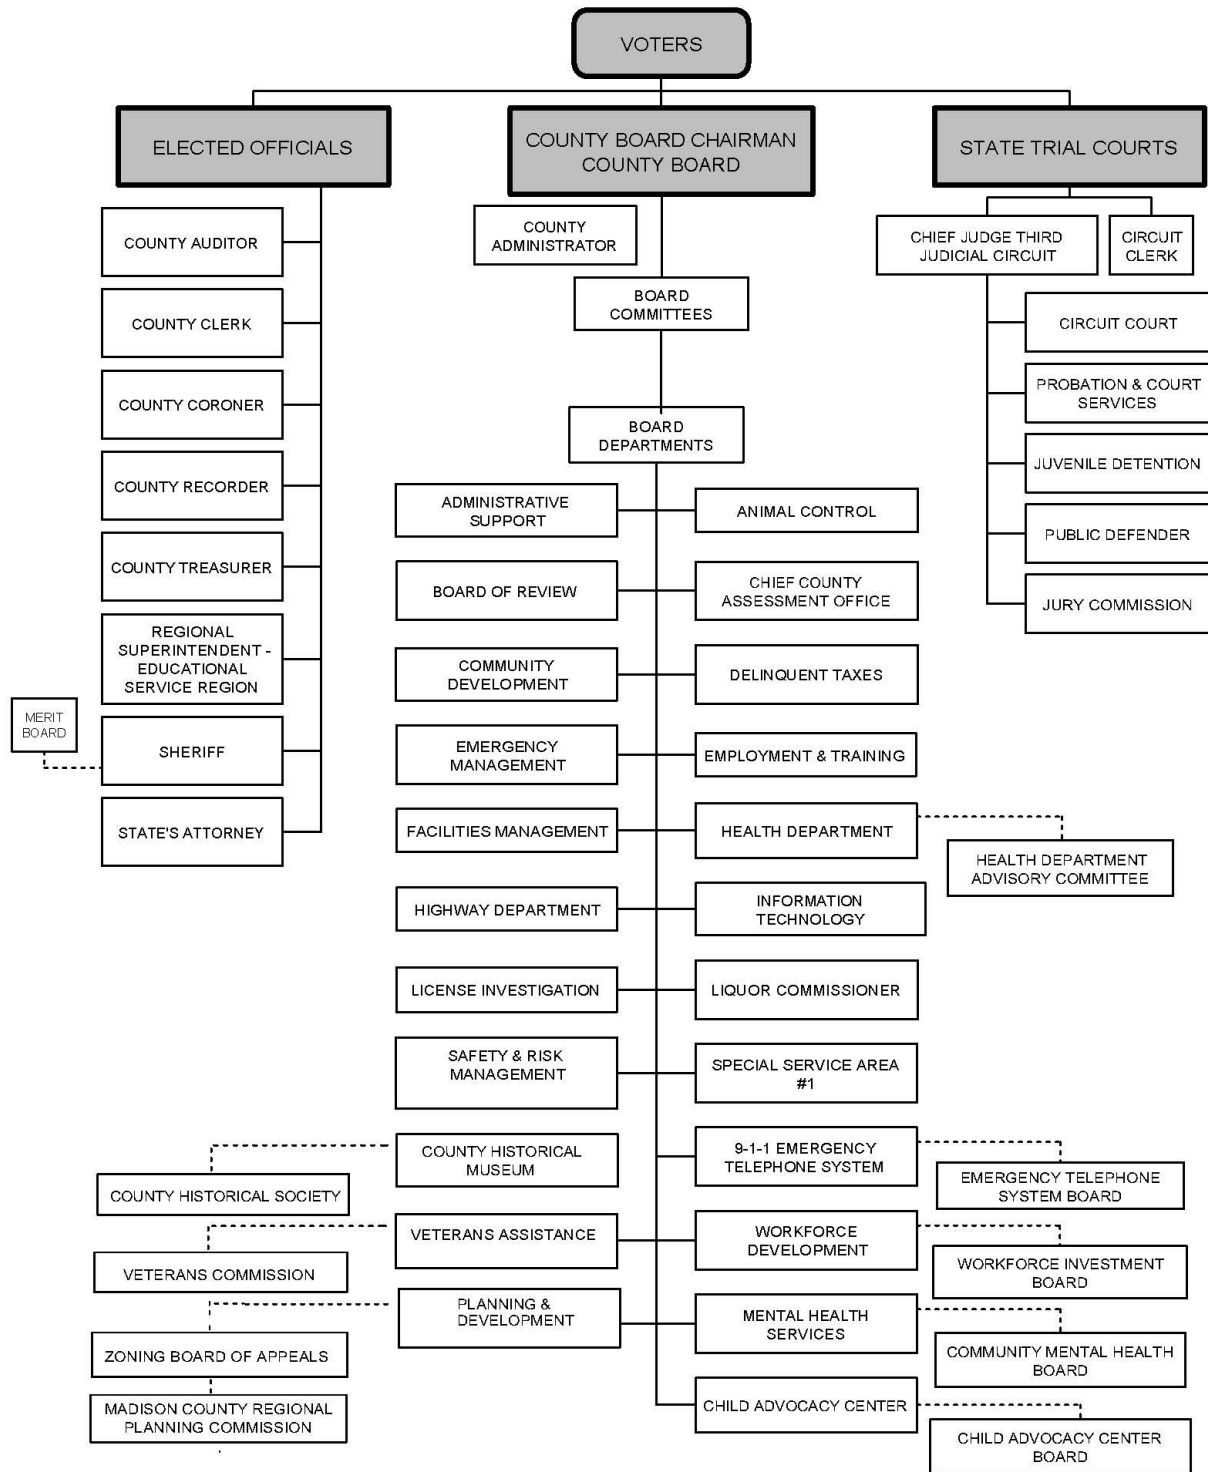 VOTERS
ELECTED OFFICIALS
COUNTY BOARD CHAIRMAN
COUNTY BOARD
STATE TRIAL COURTS
COUNTY AUDITOR
COUNTY CLERK
COUNTY CORONER
COUNTY RECORDER
COUNTY TREASURER
REGIONAL
SUPERINTENDENT -
EDUCATIONAL
SERVICE REGION
MERIT
BOARD
SHERIFF
STATE'S ATTORNEY
COUNTY
ADMINISTRATOR
BOARD
COMMITTEES
BOARD
DEPARTMENTS
ADMINISTRATIVE
SUPPORT
ANIMAL CONTROL
BOARD OF REVIEW
CHIEF COUNTY
ASSESSMENT OFFICE
COMMUNITY
DEVELOPMENT
DELINQUENT TAXES
EMERGENCY
MANAGEMENT
EMPLOYMENT & TRAINING
FACILITIES MANAGEMENT
HEALTH DEPARTMENT
HEALTH DEPARTMENT
ADVISORY COMMITTEE
HIGHWAY DEPARTMENT
INFORMATION
TECHNOLOGY
LICENSE INVESTIGATION
LIQUOR COMMISSIONER
SAFETY & RISK
MANAGEMENT
SPECIAL SERVICE AREA
#1
COUNTY HISTORICAL
MUSEUM
COUNTY HISTORICAL SOCIETY
9-1-1 EMERGENCY
TELEPHONE SYSTEM
EMERGENCY TELEPHONE
SYSTEM BOARD
VETERANS ASSISTANCE
VETERANS COMMISSION
WORKFORCE
DEVELOPMENT
WORKFORCE INVESTMENT
BOARD
PLANNING &
DEVELOPMENT
ZONING BOARD OF APPEALS
MADISON COUNTY REGIONAL
PLANNING COMMISSION
MENTAL HEALTH
SERVICES
COMMUNITY MENTAL HEALTH
BOARD
CHILD ADVOCACY CENTER
CHILD ADVOCACY CENTER
BOARD
CHIEF JUDGE THIRD
JUDICIAL CIRCUIT
CIRCUIT
CLERK
CIRCUIT COURT
PROBATION & COURT
SERVICES
JUVENILE DETENTION
PUBLIC DEFENDER
JURY COMMISSION